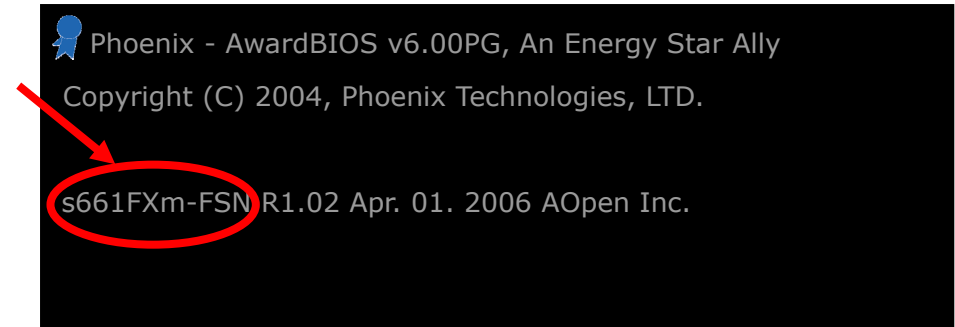 Phoenix - AwardBIOS v6.00PG, An Energy Star Ally
Copyright (C) 2004, Phoenix Technologies, LTD.
s661FXm-FSN R1.02 Apr. 01. 2006 AOpen Inc.